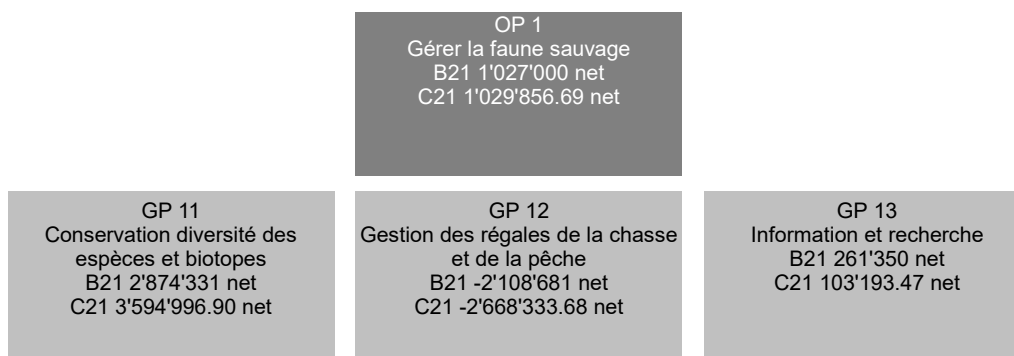 OP 1
Gérer la faune sauvage
B21 1'027'000 net
C21 1'029'856.69 net
GP 11
Conservation diversité des
espèces et biotopes
B21 2'874'331 net
C21 3'594'996.90 net
GP 12
Gestion des régales de la chasse
et de la pêche
B21 -2'108'681 net
C21 -2'668'333.68 net
GP 13
Information et recherche
B21 261'350 net
C21 103'193.47 net